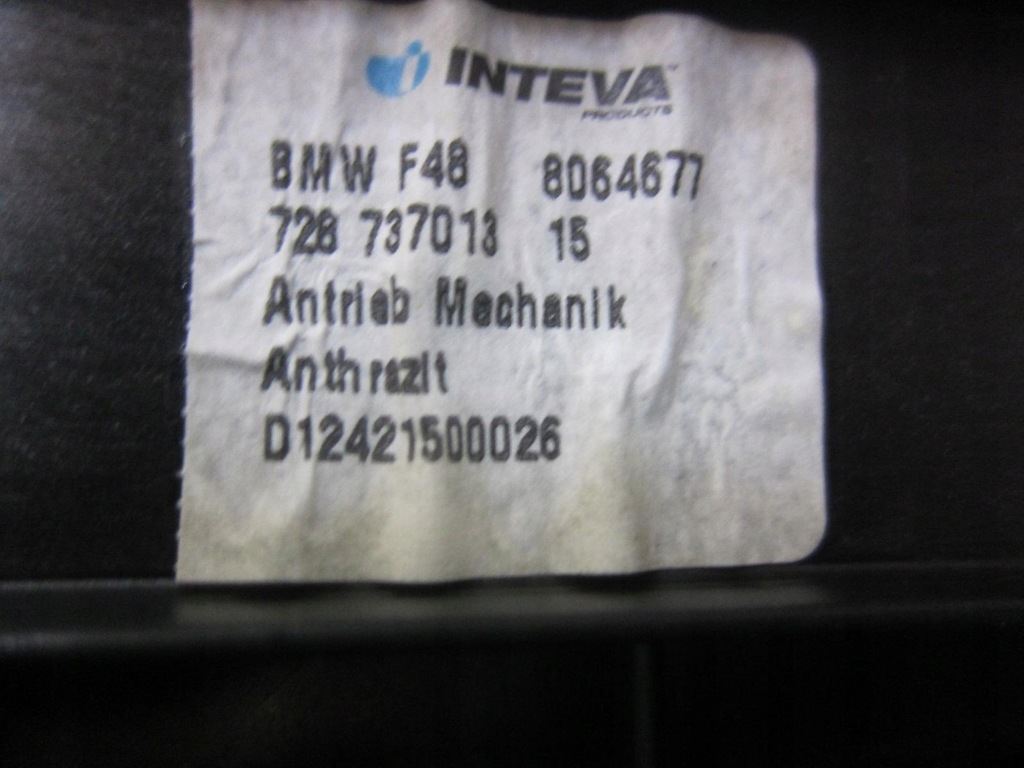 INTEVA
PRODUCTS
BMW F48 8064677
728 737013 15
Antrieb Mechanik
Anthrazit
D12421500026